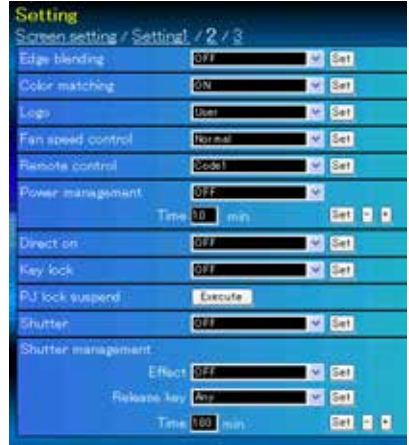 Setting
Screen setting / Setting1 / 2 / 3
Edge blending OFF Set
Color matching ON Set
Logo User Set
Fan speed control Normal Set
Remote control Code1 Set
Power management OFF
Time 10 min Set - +
Direct on OFF Set
Key lock OFF Set
PJ lock suspend Execute
Shutter OFF Set
Shutter management
Effect OFF Set
Release key Any Set
Time 180 min Set - +